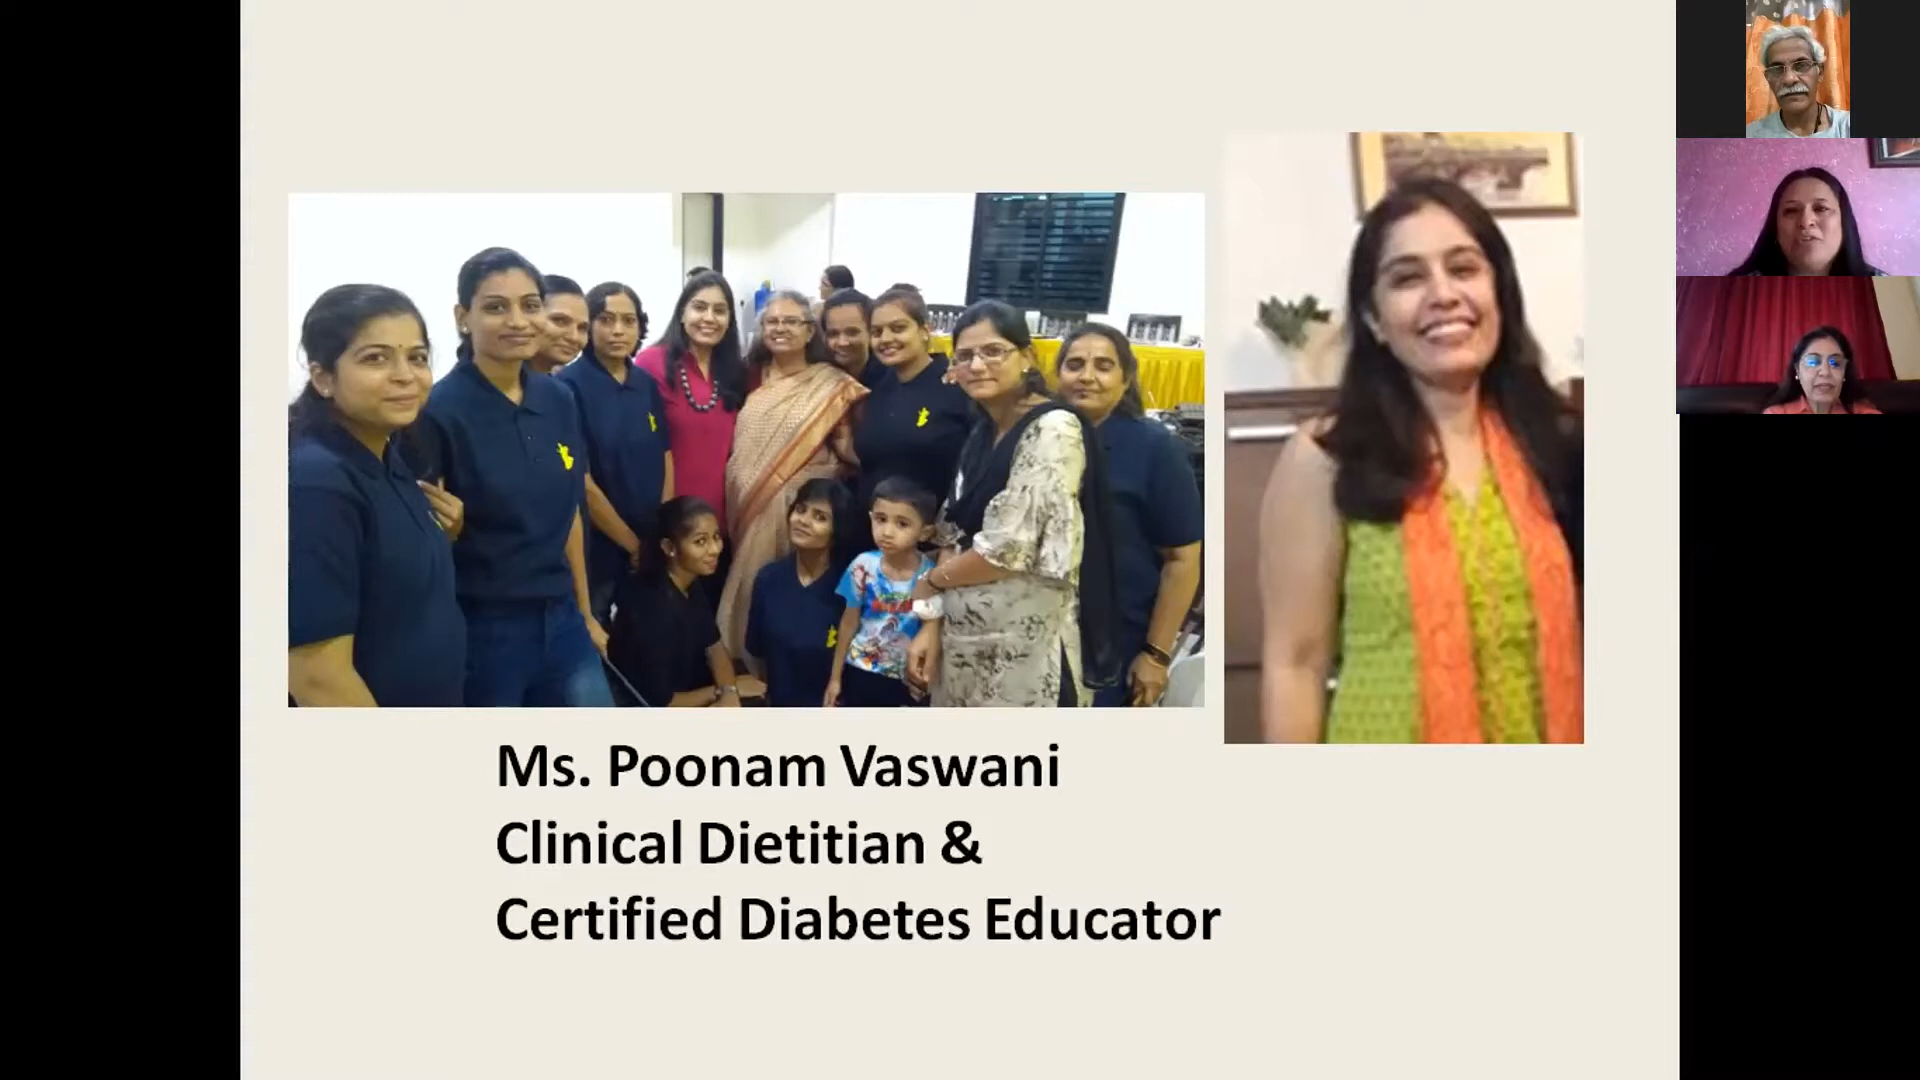 Ms. Poonam Vaswani
Clinical Dietitian &
Certified Diabetes Educator